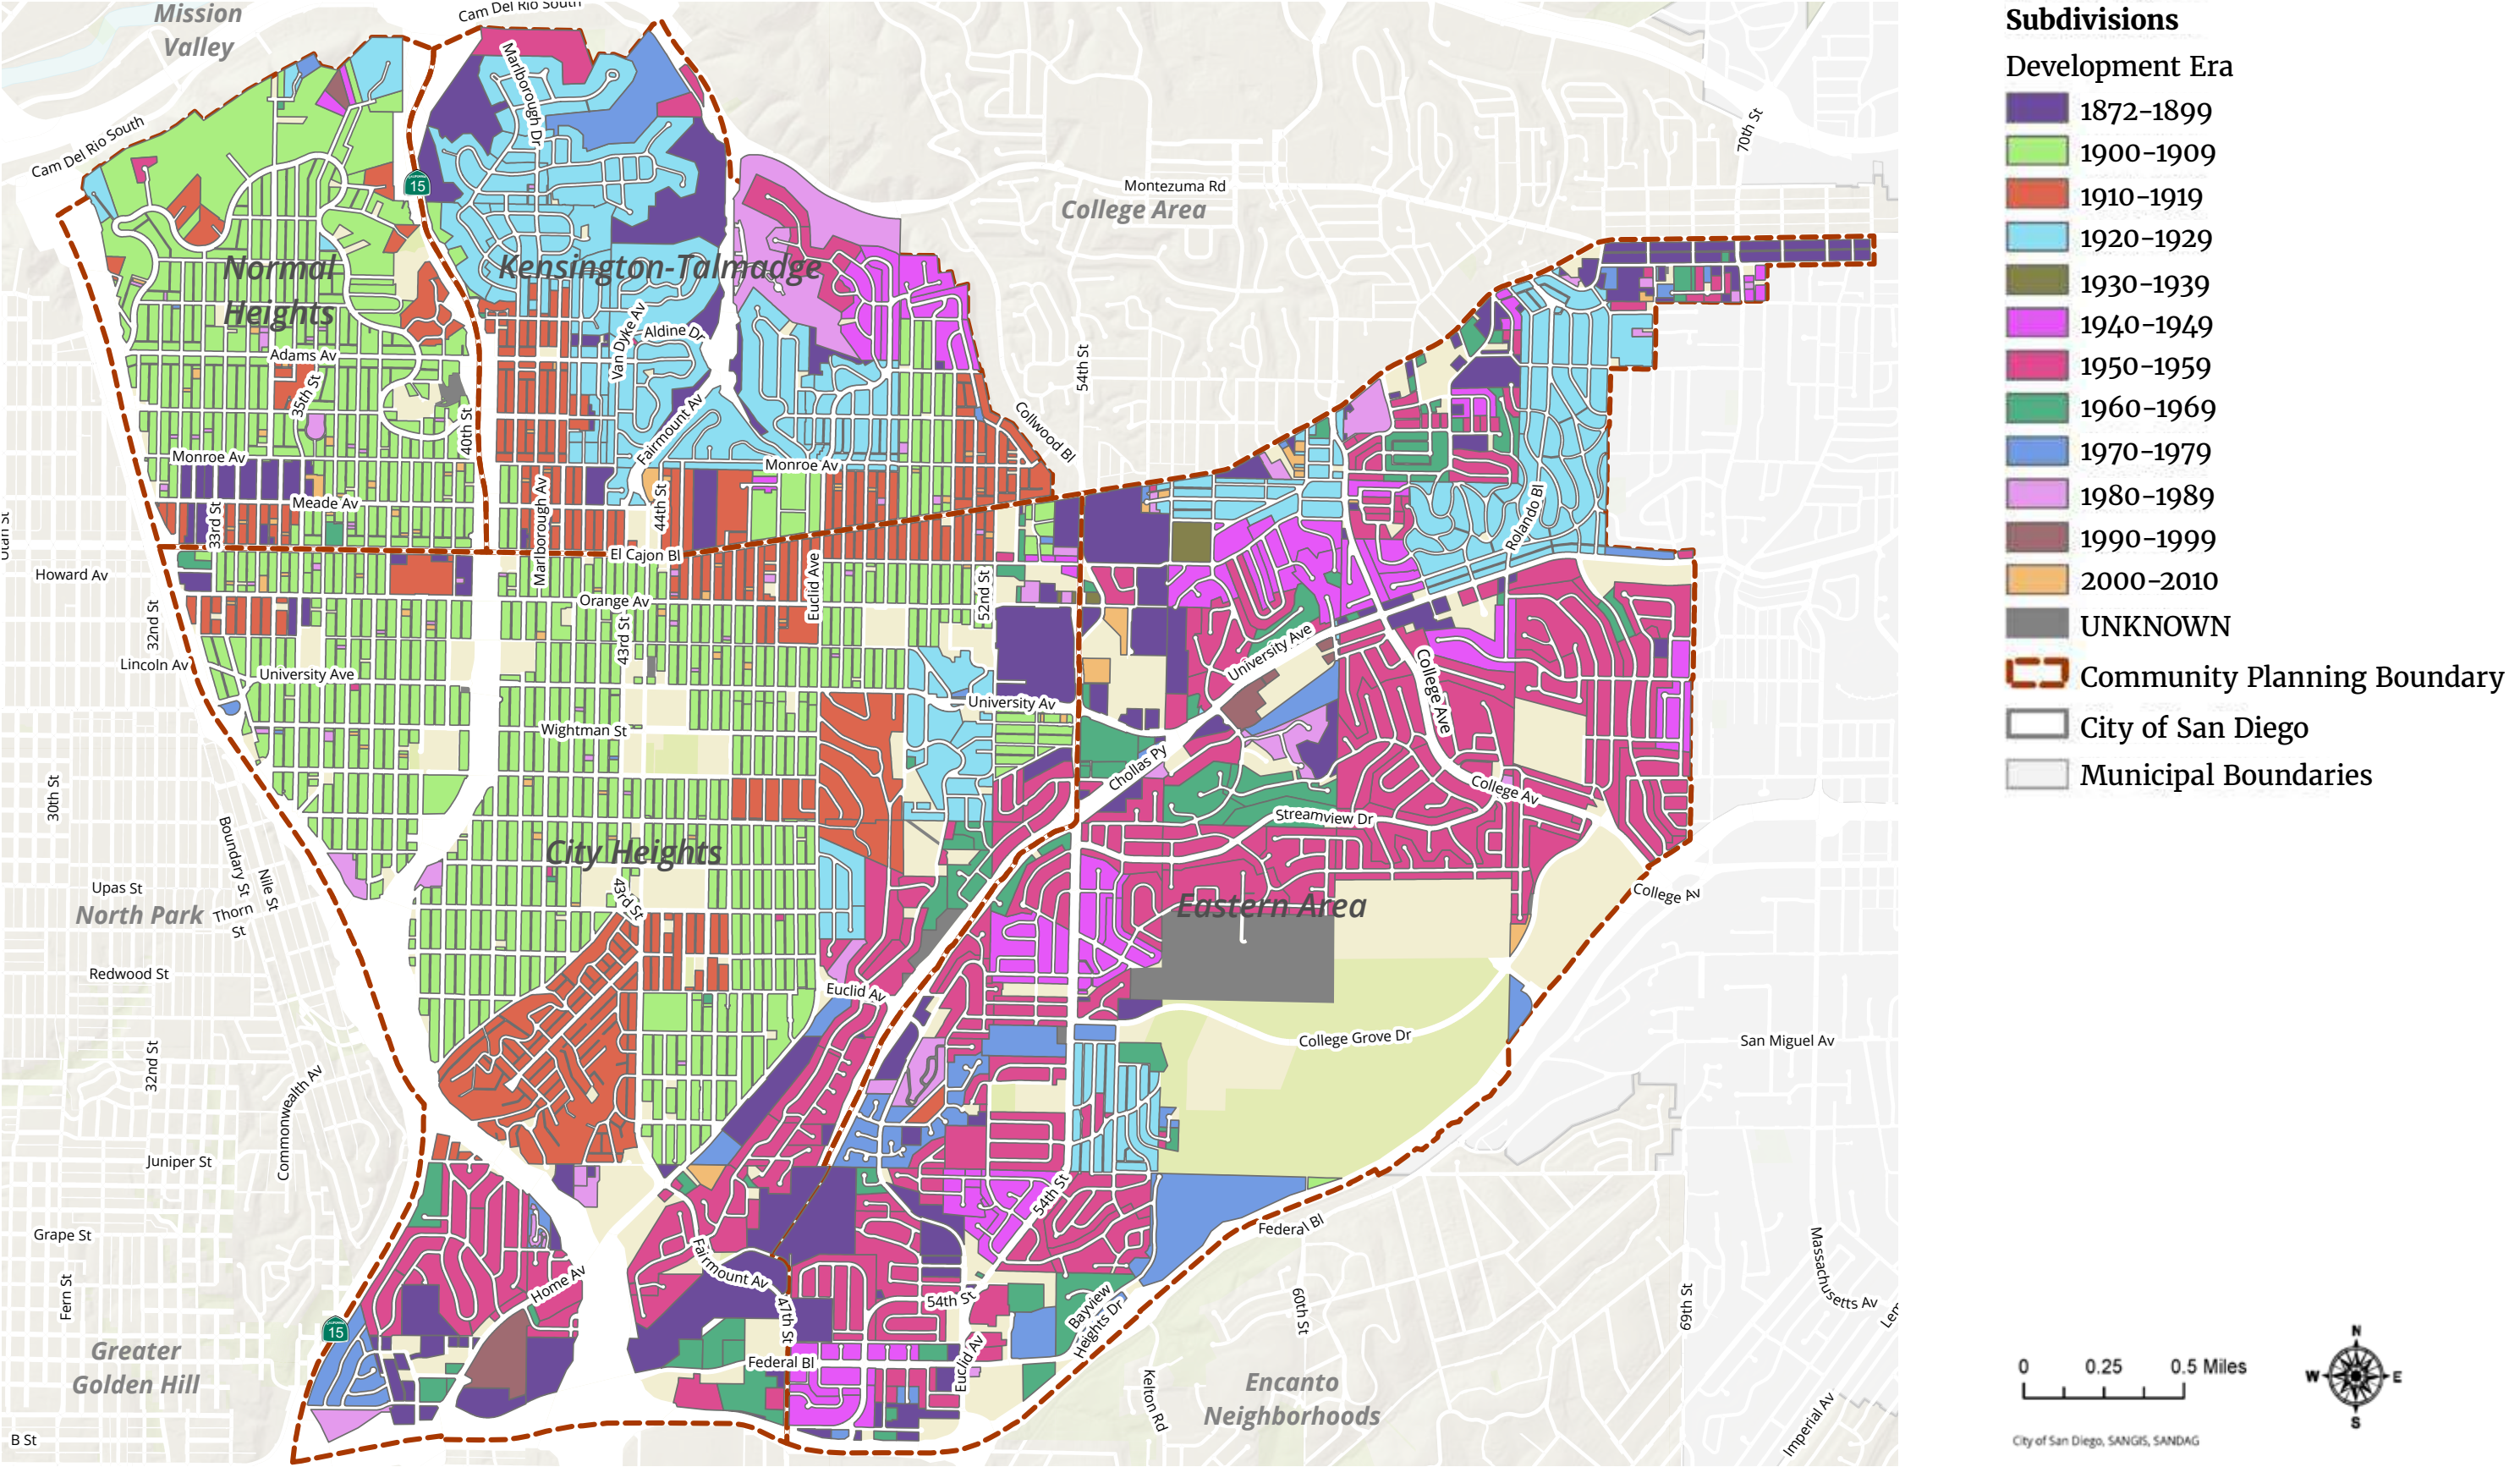 Mission
Valley
Cam Del Rio South
Cam Del Rio South
Marlborough Dr
15
Montezuma Rd
College Area
70th St
Normal
Heights
Kensington-Talmadge
Van Dyke Av
Aldine Dr
Adams Av
35th St
40th St
54th St
Collwood Bl
Fairmount Av
Monroe Av
Monroe Av
Meade Av
33rd St
Marlborough Av
44th St
Rolando Bl
El Cajon Bl
Howard Av
Orange Av
Euclid Ave
52nd St
32nd St
43rd St
Lincoln Av
University Ave
University Ave
College Ave
University Av
Wightman St
Chollas Py
30th St
College Av
Boundary St
Nile St
Streamview Dr
City Heights
Upas St
43rd St
North Park
Thorn
St
Eastern Area
College Av
Redwood St
Euclid Av
32nd St
College Grove Dr
San Miguel Av
Commonwealth Av
Juniper St
54th St
Grape St
Federal Bl
Fairmount Av
Home Av
Fern St
47th St
54th St
Bayview
Heights Dr
60th St
69th St
Massachusetts Av
15
Greater
Golden Hill
Federal Bl
Euclid Av
Kelton Rd
Encanto
Neighborhoods
Imperial Av
B St
Subdivisions
Development Era
1872-1899
1900-1909
1910-1919
1920-1929
1930-1939
1940-1949
1950-1959
1960-1969
1970-1979
1980-1989
1990-1999
2000-2010
UNKNOWN
Community Planning Boundary
City of San Diego
Municipal Boundaries
0 0.25 0.5 Miles
N
W E
S
City of San Diego, SANGIS, SANDAG